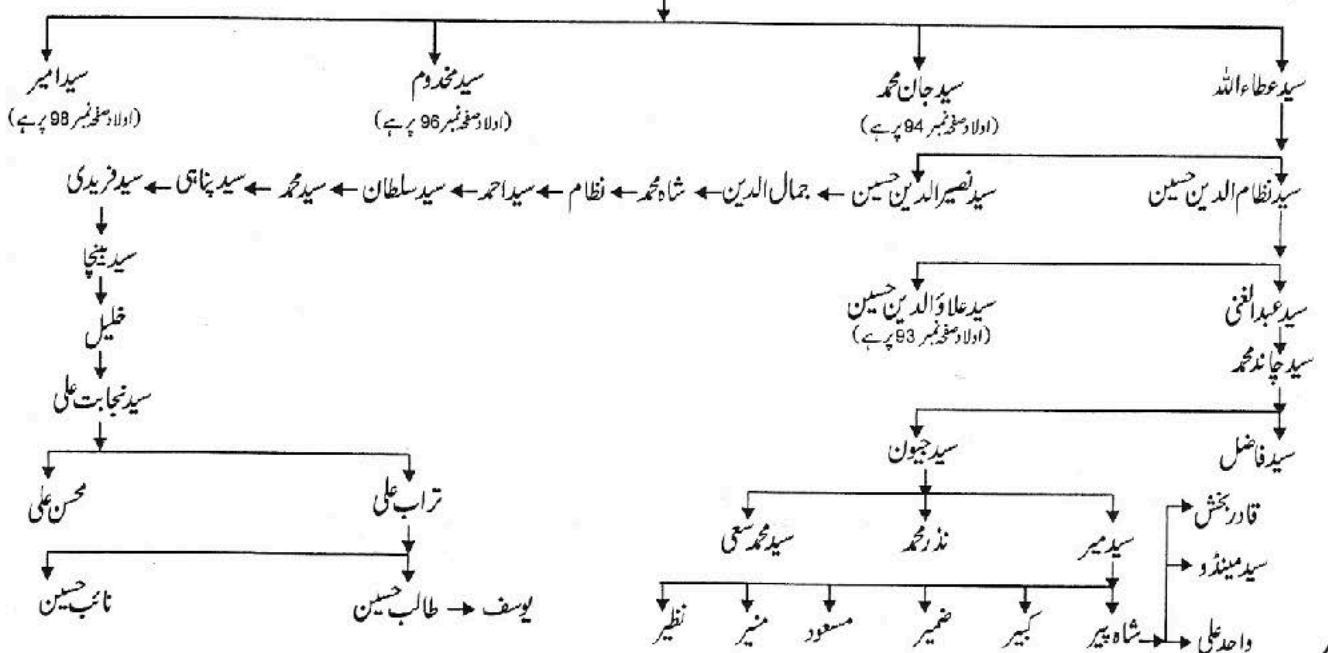 سید عطاء اللہ
سید جان محمد
سید مخدوم
سید امیر
(اولاد صفحہ نمبر 94 پر ہے)
(اولاد صفحہ نمبر 96 پر ہے)
(اولاد صفحہ نمبر 98 پر ہے)
سید نظام الدین حسین
سید نصیر الدین حسین ← جمال الدین ← شاہ محمد ← نظام ← سید احمد ← سید سلطان ← سید محمد ← سید پناہی ← سید فریدی
سید بینچا
سید عبدالغنی
سید علاؤ الدین حسین
خلیل
(اولاد صفحہ نمبر 93 پر ہے)
سید چاند محمد
سید نجابت علی
سید فاضل
سید جیون
تراب علی
محسن علی
قادر بخش
سید میر
نذر محمد
سید محمد سعی
سید مینڈو
یوسف → طالب حسین
نائب حسین
واحد علی
شاہ پیر
کبیر
ضمیر
مسعود
منیر
نظیر